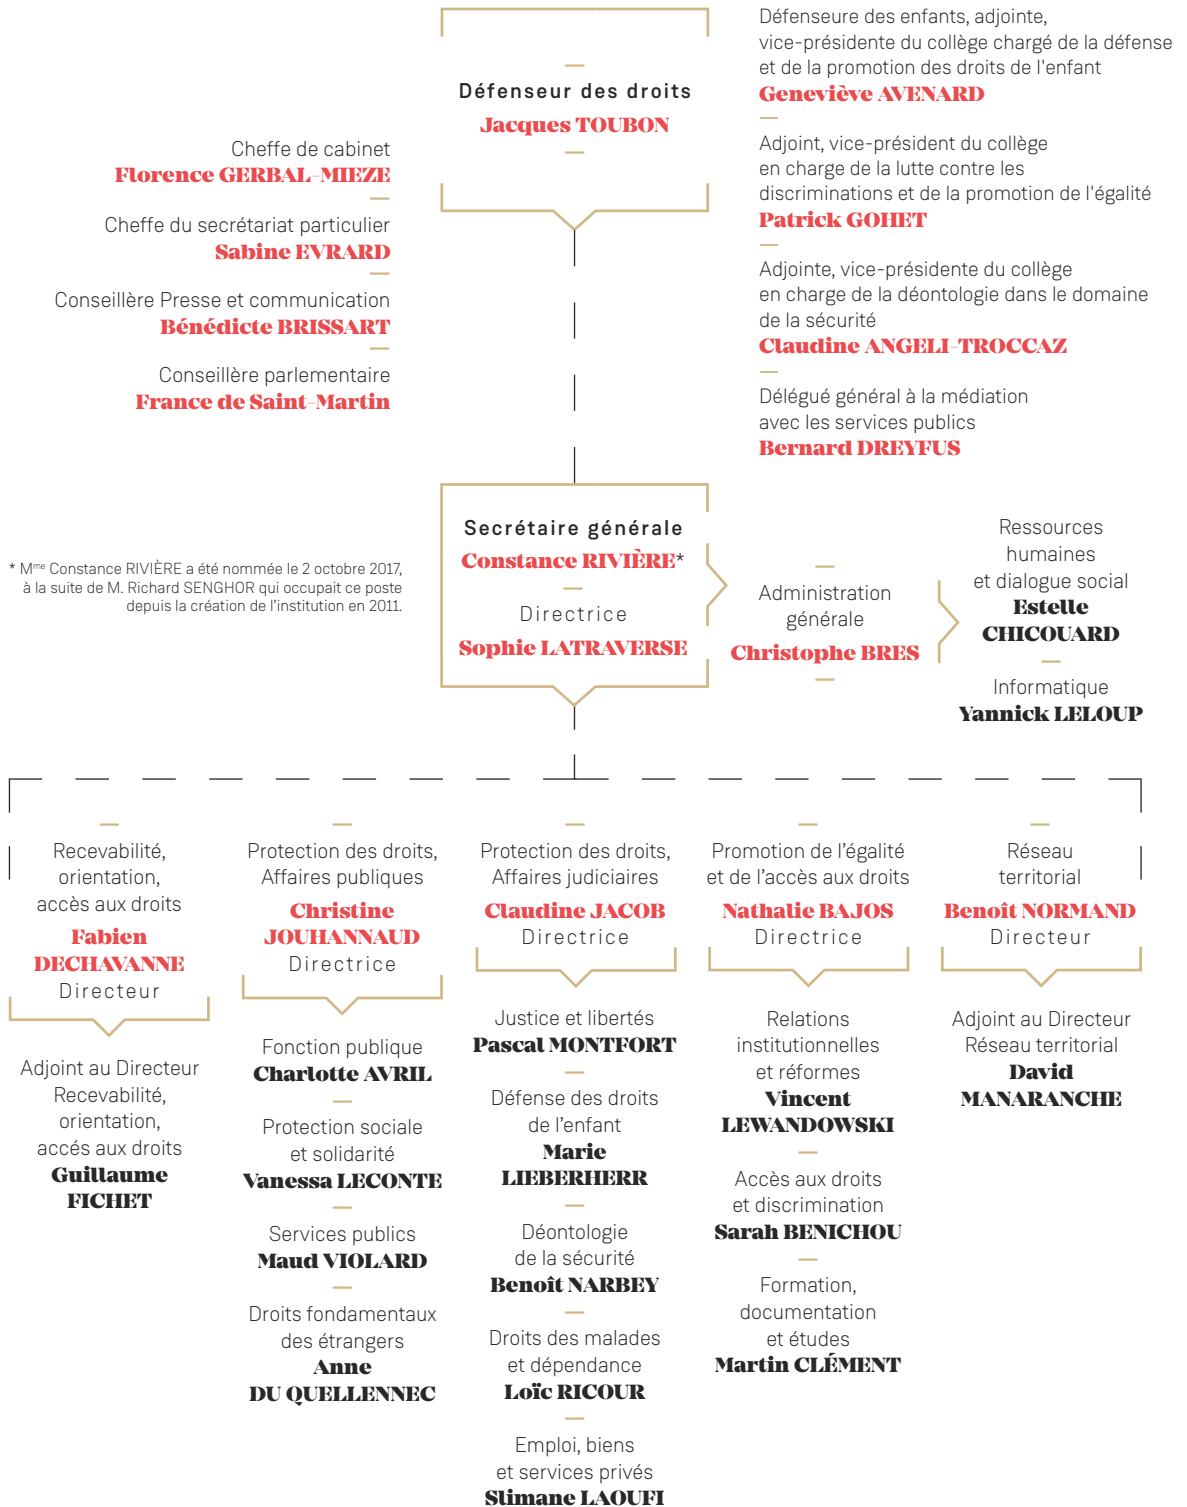 Défenseur des droits
Jacques TOUBON
Cheffe de cabinet
Florence GERBAL-MIEZE
Cheffe du secrétariat particulier
Sabine EVRARD
Conseillère Presse et communication
Bénédicte BRISSART
Conseillère parlementaire
France de Saint-Martin
Défenseure des enfants, adjointe,
vice-présidente du collège chargé de la défense
et de la promotion des droits de l'enfant
Geneviève AVENARD
Adjoint, vice-président du collège
en charge de la lutte contre les
discriminations et de la promotion de l'égalité
Patrick GOHET
Adjointe, vice-présidente du collège
en charge de la déontologie dans le domaine
de la sécurité
Claudine ANGELI-TROCCAZ
Délégué général à la médiation
avec les services publics
Bernard DREYFUS
Secrétaire générale
Constance RIVIÈRE*
Directrice
Sophie LATRAVERSE
* Mme Constance RIVIÈRE a été nommée le 2 octobre 2017,
à la suite de M. Richard SENGHOR qui occupait ce poste
depuis la création de l'institution en 2011.
Administration
générale
Christophe BRES
Ressources
humaines
et dialogue social
Estelle
CHICOUARD
Informatique
Yannick LELOUP
Recevabilité,
orientation,
accès aux droits
Fabien
DECHAVANNE
Directeur
Adjoint au Directeur
Recevabilité,
orientation,
accés aux droits
Guillaume
FICHET
Protection des droits,
Affaires publiques
Christine
JOUHANNAUD
Directrice
Fonction publique
Charlotte AVRIL
Protection sociale
et solidarité
Vanessa LECONTE
Services publics
Maud VIOLARD
Droits fondamentaux
des étrangers
Anne
DU QUELLENNEC
Protection des droits,
Affaires judiciaires
Claudine JACOB
Directrice
Justice et libertés
Pascal MONTFORT
Défense des droits
de l'enfant
Marie
LIEBERHERR
Déontologie
de la sécurité
Benoît NARBEY
Droits des malades
et dépendance
Loïc RICOUR
Emploi, biens
et services privés
Slimane LAOUFI
Promotion de l’égalité
et de l’accès aux droits
Nathalie BAJOS
Directrice
Relations
institutionnelles
et réformes
Vincent
LEWANDOWSKI
Accès aux droits
et discrimination
Sarah BENICHOU
Formation,
documentation
et études
Martin CLÉMENT
Réseau
territorial
Benoît NORMAND
Directeur
Adjoint au Directeur
Réseau territorial
David
MANARANCHE